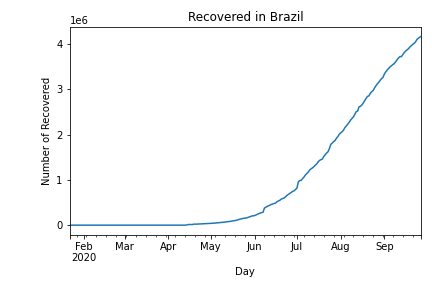 Recovered in Brazil
1e6
4
3
2
1
0
Number of Recovered
Feb Mar Apr May Jun Jul Aug Sep
2020
Day